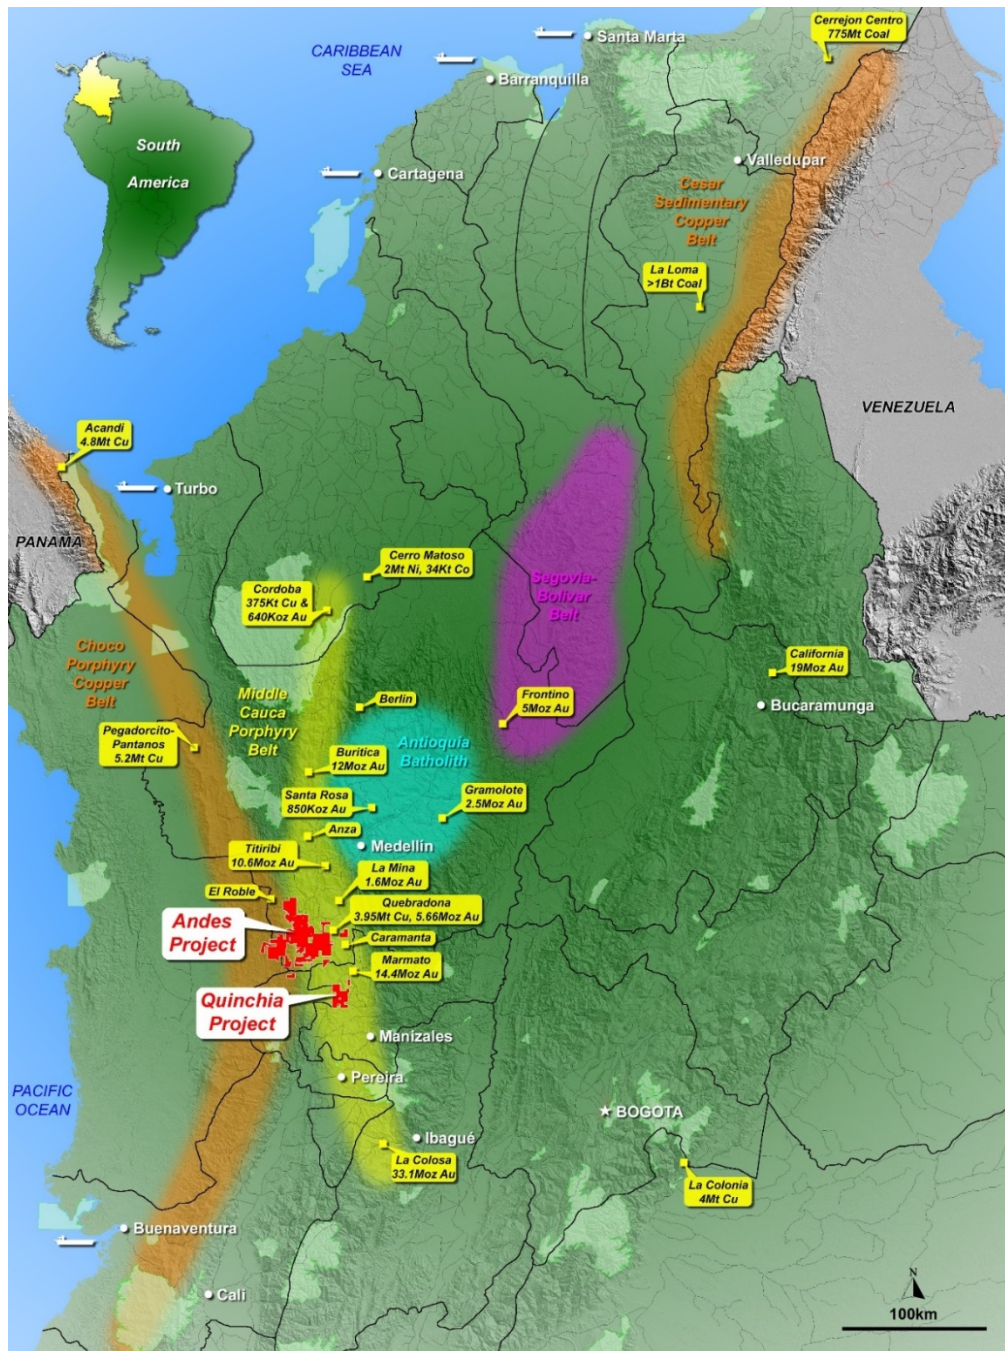 CARIBBEAN
SEA
Santa Marta
Barranquilla
Cartagena
Cerrejon Centro
775Mt Coal
South
America
Valledupar
Cesar
Sedimentary
Copper
Belt
La Loma
>1Bt Coal
VENEZUELA
Acandi
4.8Mt Cu
Turbo
PANAMA
Cerro Matoso
2Mt Ni, 34Kt Co
Cordoba
375Kt Cu &
640Koz Au
Segovia-
Bolivar
Belt
Choco
Porphyry
Copper
Belt
Middle
Cauca
Porphyry
Belt
Berlin
Frontino
5Moz Au
California
19Moz Au
Bucaramunga
Pegadorcito-
Pantanos
5.2Mt Cu
Buritica
12Moz Au
Antioquia
Batholith
Santa Rosa
850Koz Au
Gramolote
2.5Moz Au
Anza
Medellin
Titiribi
10.6Moz Au
La Mina
1.6Moz Au
El Roble
Quebradona
3.95Mt Cu, 5.66Moz Au
Andes
Project
Caramanta
Marmato
14.4Moz Au
Quinchia
Project
Manizales
Pereira
PACIFIC
OCEAN
BOGOTA
Ibagué
La Colosa
33.1Moz Au
La Colonia
4Mt Cu
Buenaventura
Cali
N
100km